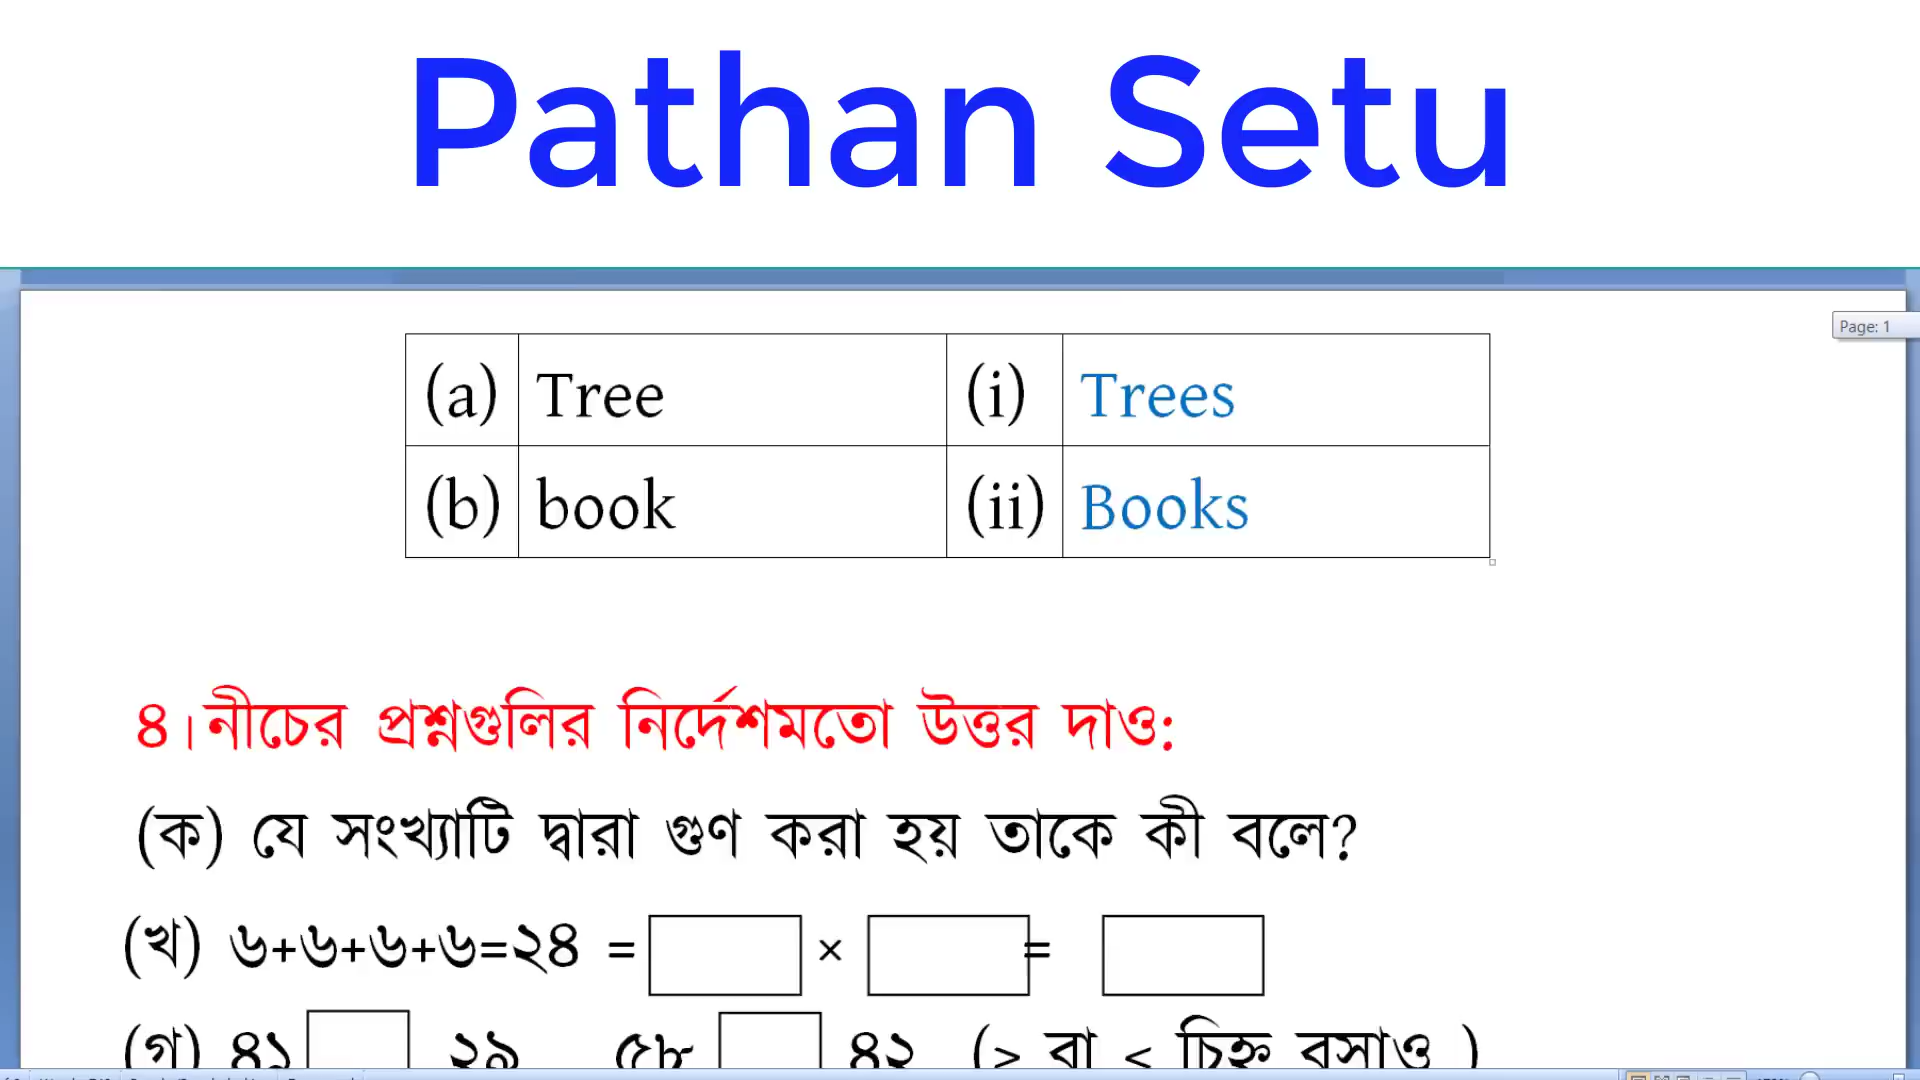 Pathan Setu
Page: 1
(a) Tree (i) Trees
(b) book (ii) Books
৪। নীচের প্রশ্নগুলির নির্দেশমতো উত্তর দাও:
(ক) যে সংখ্যাটি দ্বারা গুণ করা হয় তাকে কী বলে?
(খ) ৬+৬+৬+৬=২৪ = × =
(গ) ৪১ ২৯ ৫৮ ৪২ (> বা < চিহ্ন বসাও )